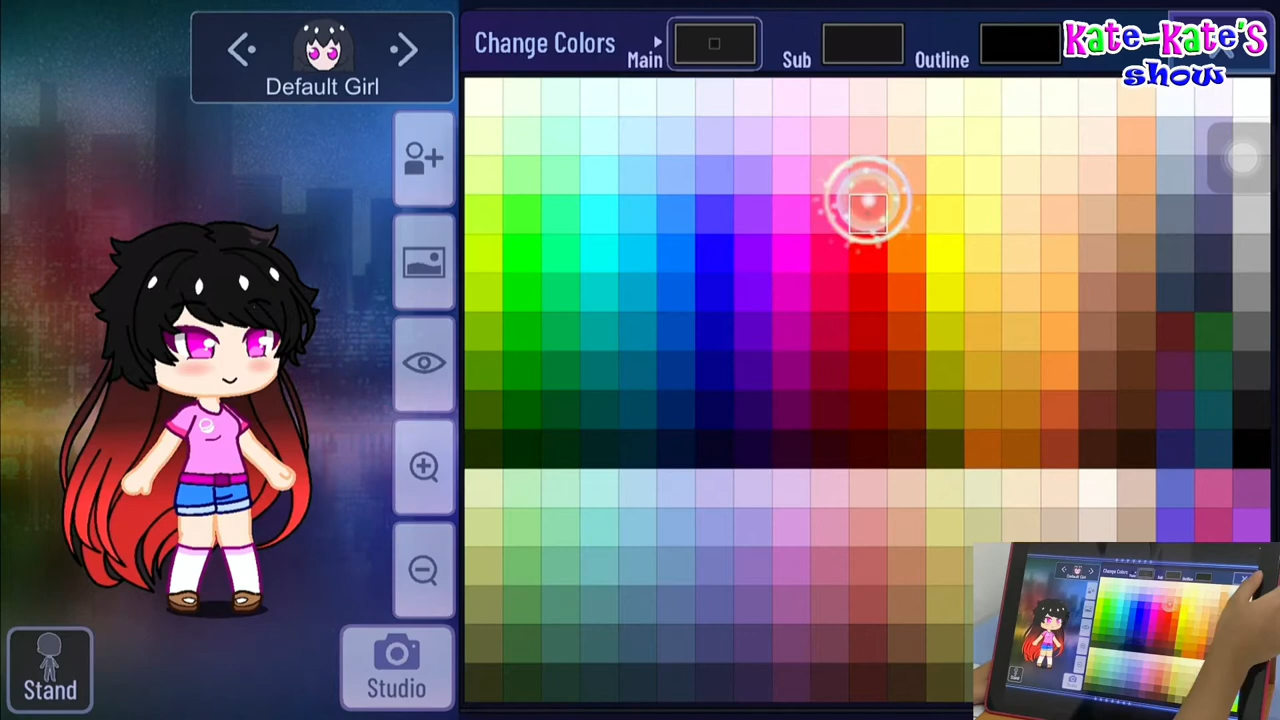 Default Girl
Change Colors
Main
Sub
Outline
Kate-Kate's
show
Stand
Studio